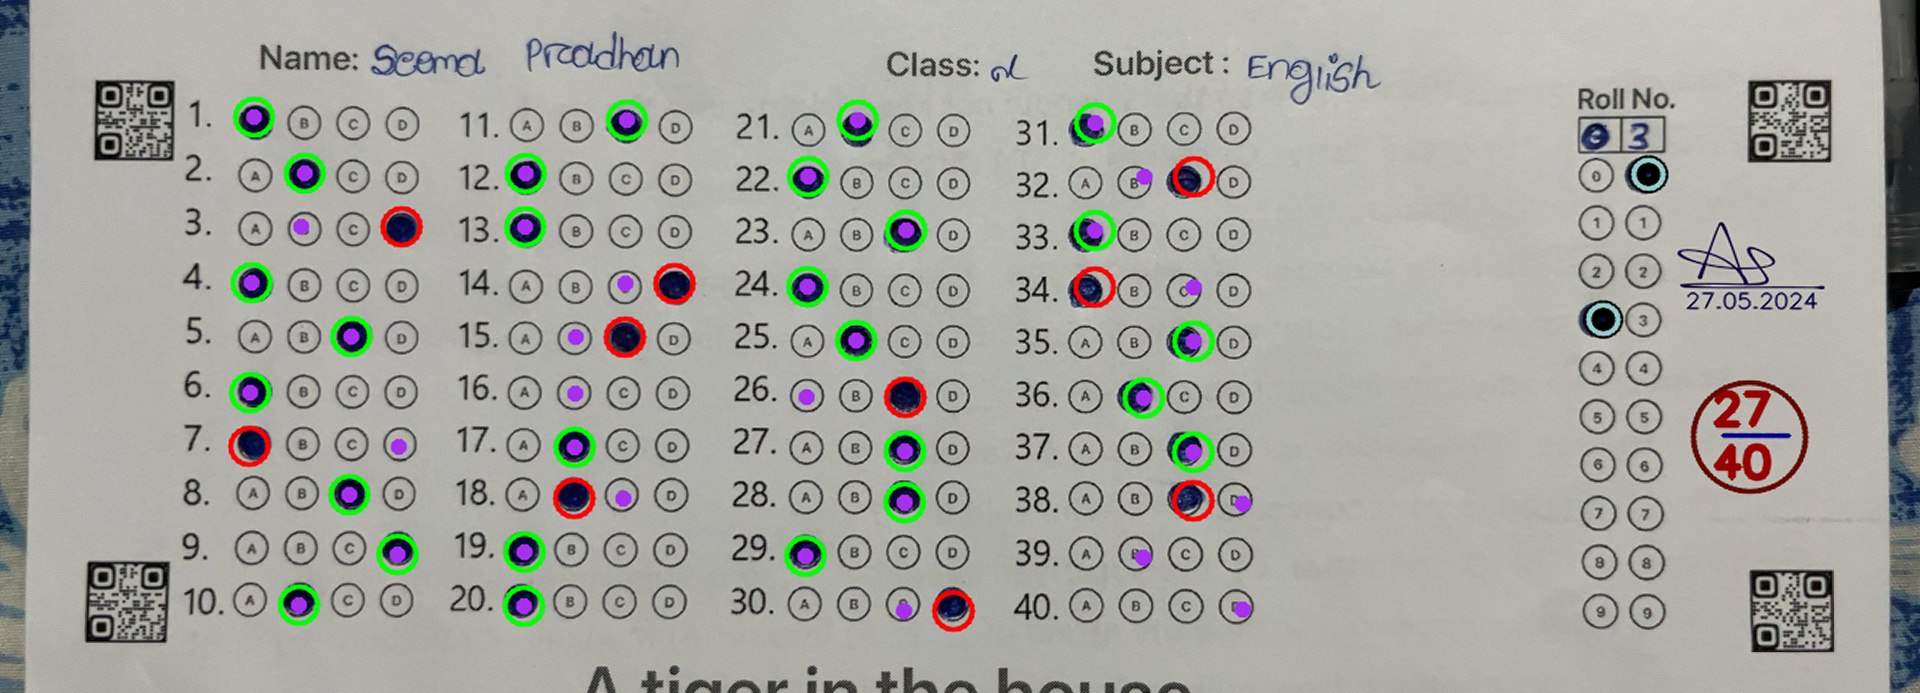 Name: Seema Pradhan Class: Subject: English
1. B C D 11. A B D 21. A C D 31. B C D
2. A C D 12. B C D 22. B C D 32. A B D
3. A C 13. B C D 23. A B D 33. B C D
4. B C D 14. A B 24. B C D 34. B C D
5. A B D 15. A D 25. A C D 35. A B D
6. B C D 16. A C D 26. B D 36. A C D
7. B C 17. A C D 27. A B D 37. A B D
8. A B D 18. A D 28. A B D 38. A B D
9. A B C 19. B C D 29. B C D 39. A B C D
10. A C D 20. B C D 30. A B 40. A B C D
Roll No.
0 3
0
1 1
2 2
3
4 4
5 5
6 6
7 7
8 8
9 9
27.05.2024
27
40
A tiger in the house